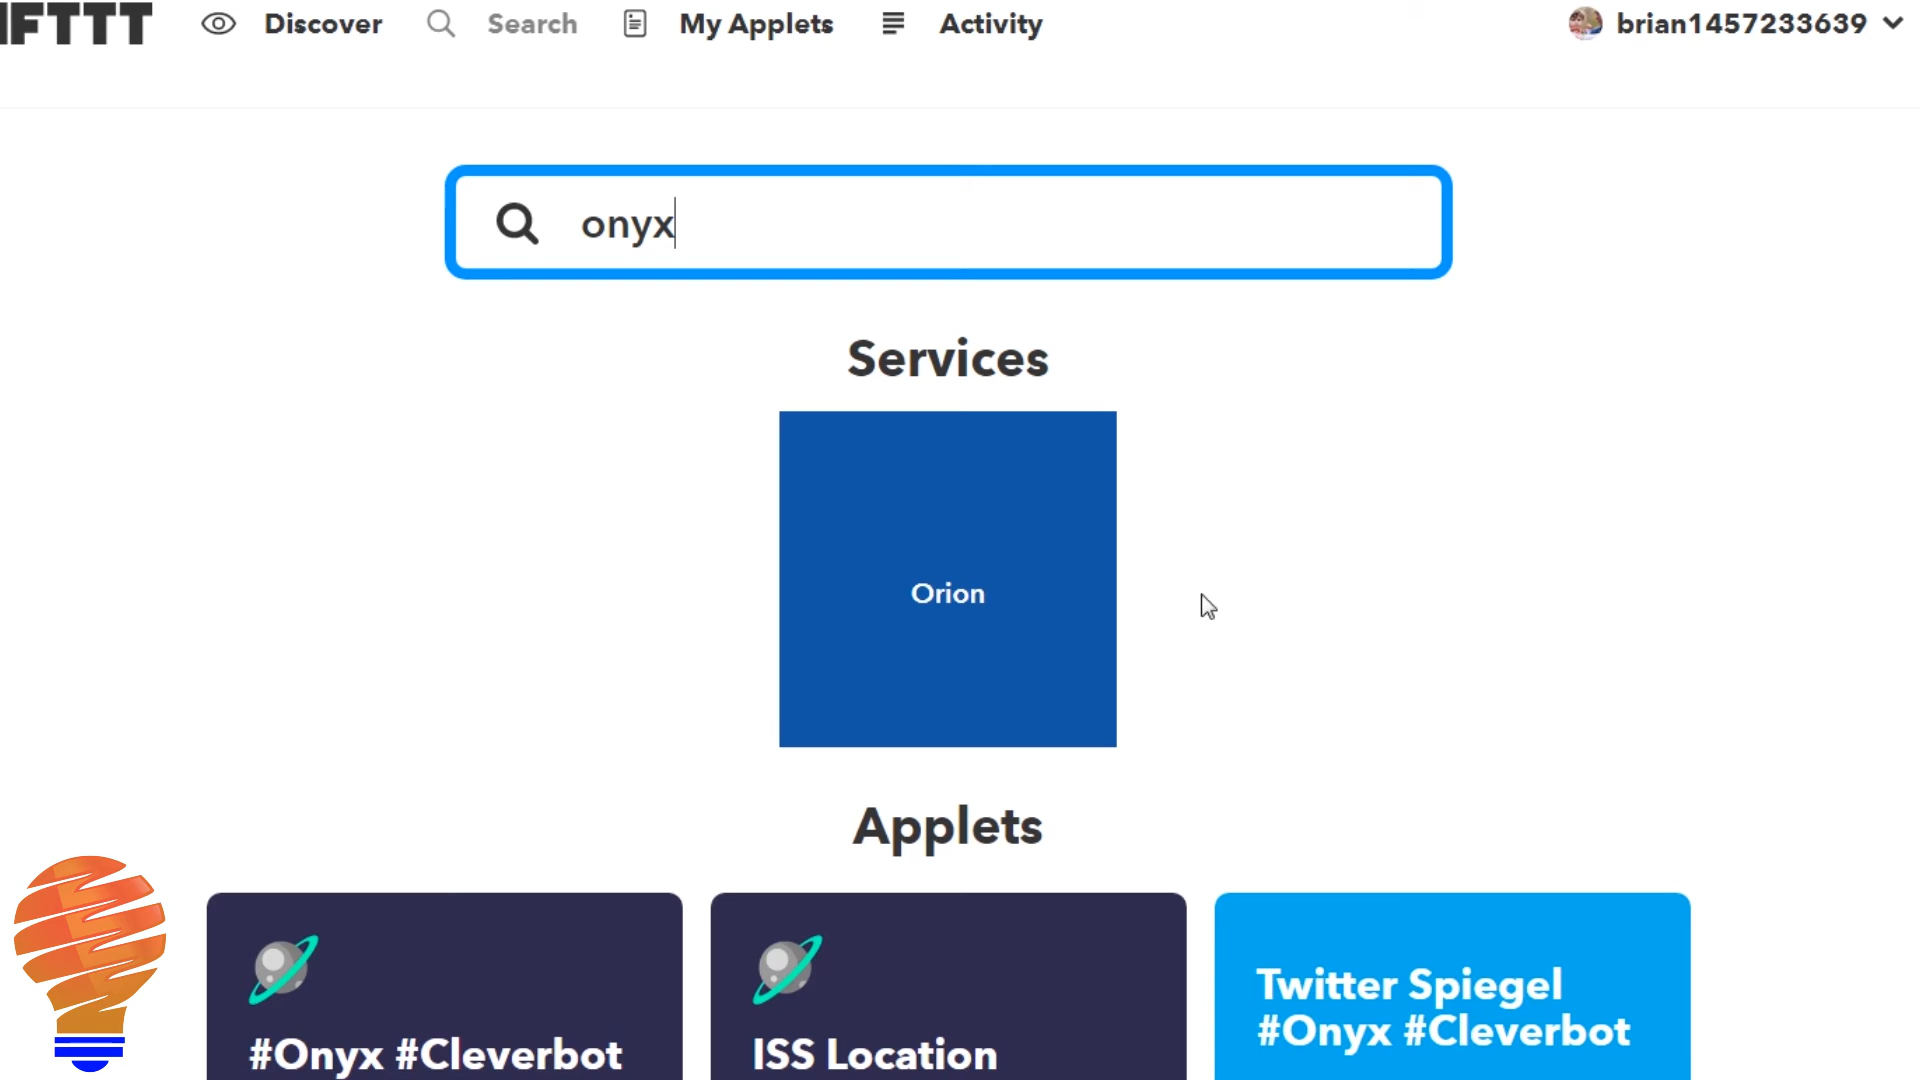 IFTTT
Discover
Search
My Applets
Activity
brian1457233639
onyx
Services
Orion
Applets
#Onyx #Cleverbot
ISS Location
Twitter Spiegel
#Onyx #Cleverbot